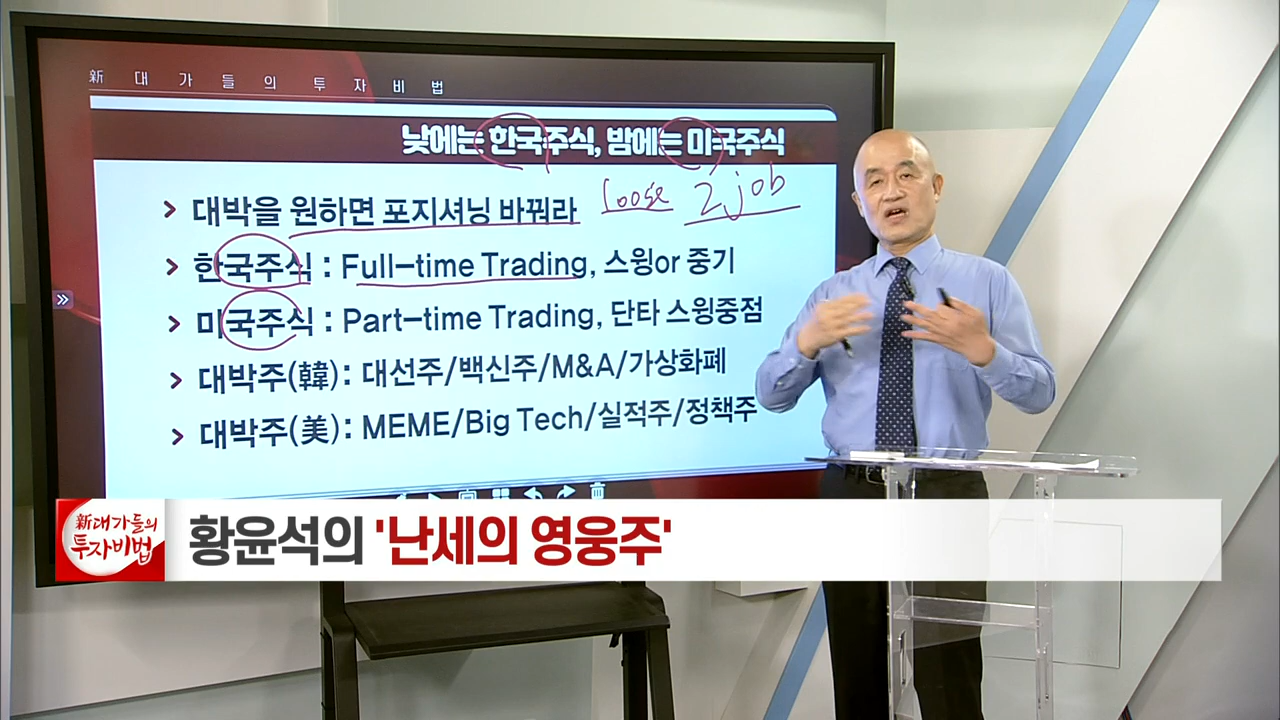 新 대 가 들 의 투 자 비 법
낮에는 한국주식, 밤에는 미국주식
loose 2 job
> 대박을 원하면 포지셔닝 바꿔라
> 한국주식 : Full-time Trading, 스윙or 중기
> 미국주식 : Part-time Trading, 단타 스윙중점
> 대박주(韓) : 대선주/백신주/M&A/가상화폐
> 대박주(美) : MEME/Big Tech/실적주/정책주
新대가들의
투자비법
황윤석의 '난세의 영웅주'